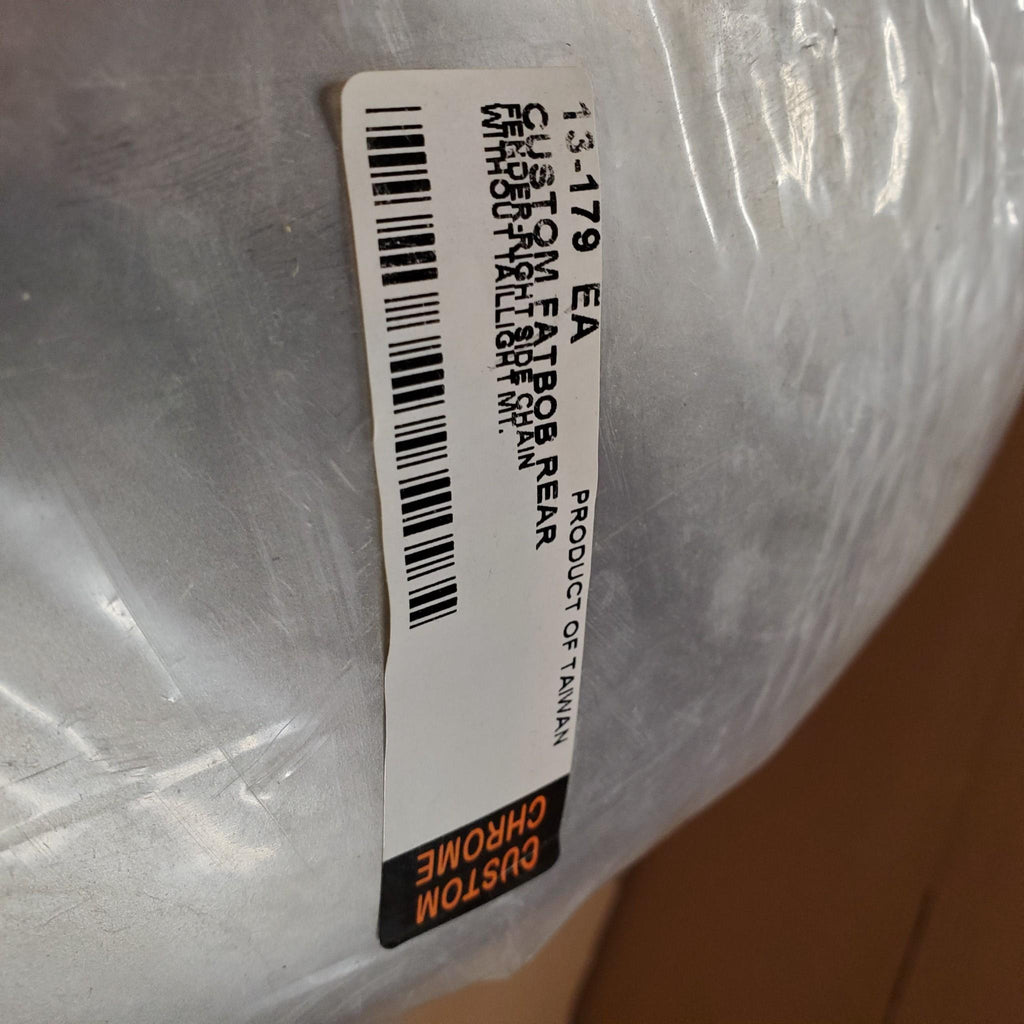 13-179 EA
CUSTOM FATBOB REAR
FENDER-RIGHT SIDE CHAIN
WITHOUT TAILLIGHT MT.
PRODUCT OF TAIWAN
CUSTOM
CHROME